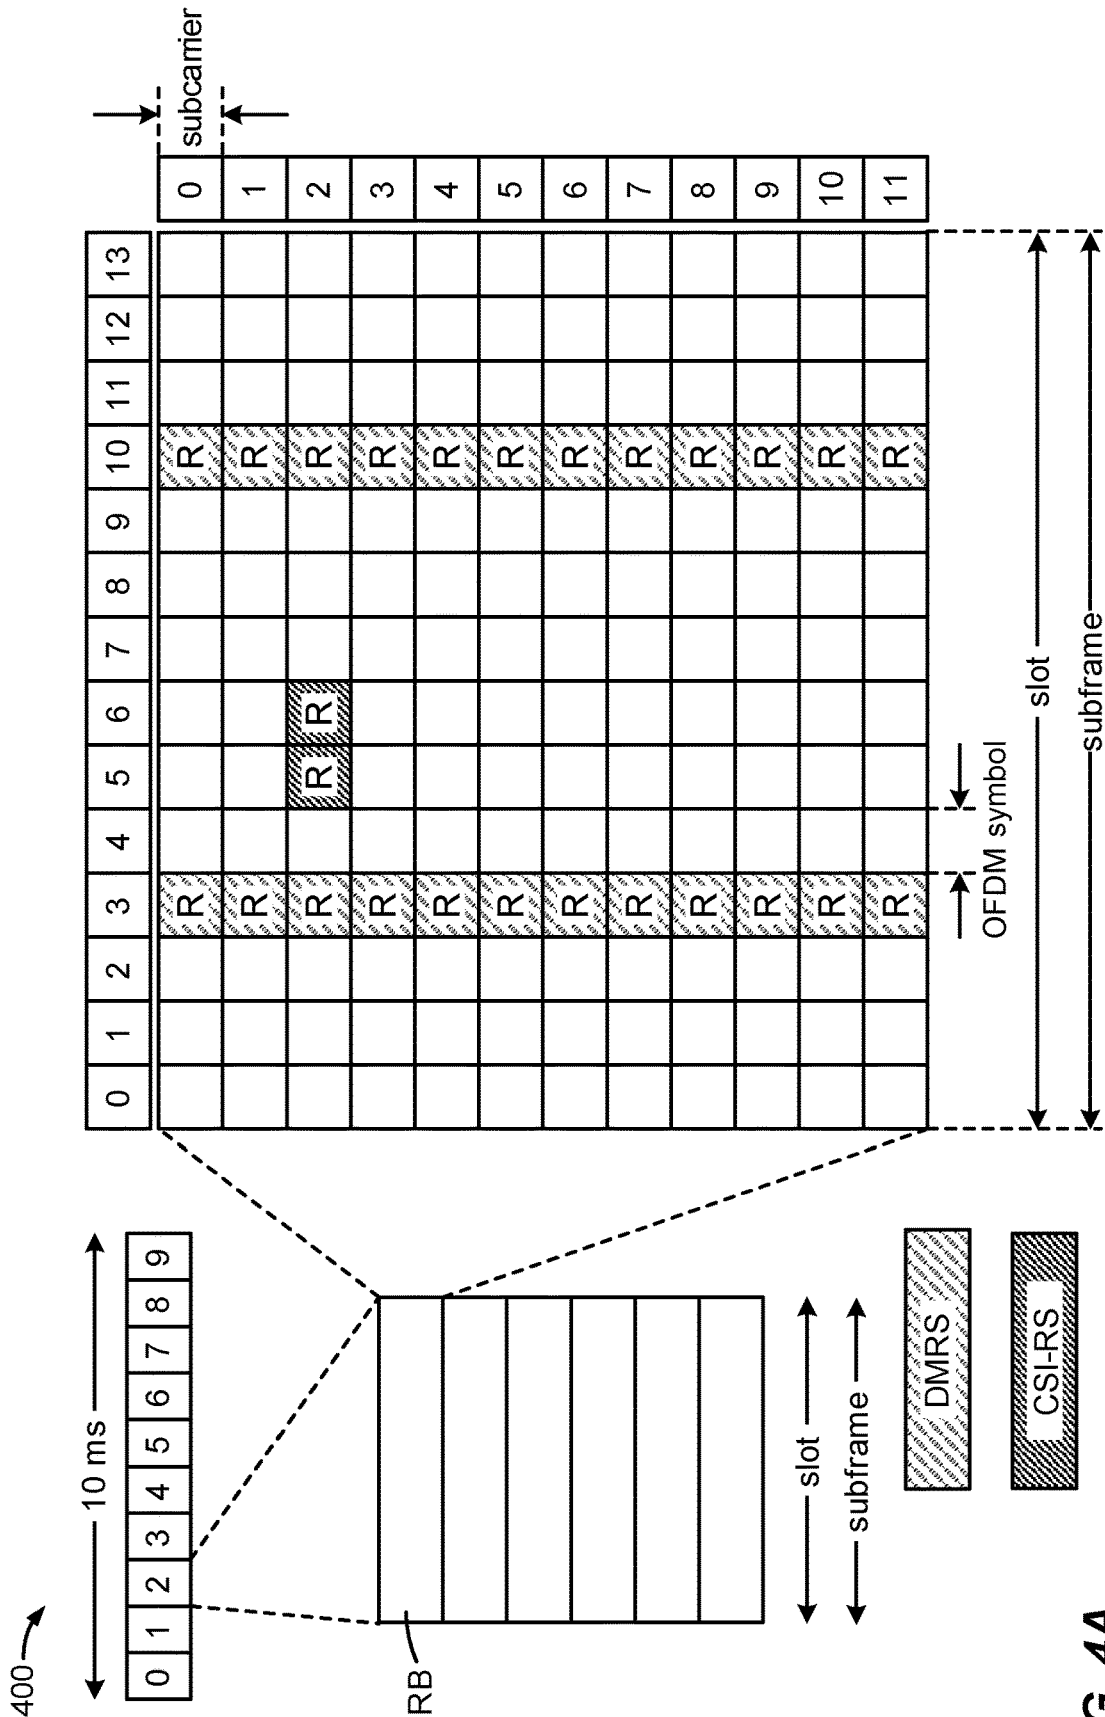 400
10 ms
0 1 2 3 4 5 6 7 8 9
RB
slot
subframe
DMRS
CSI-RS
0 1 2 3 4 5 6 7 8 9 10 11 12 13
subcarrier
R R 0
R R 1
R R R R 2
R R 3
R R 4
R R 5
R R 6
R R 7
R R 8
R R 9
R R 10
R R 11
OFDM symbol
slot
subframe
4A